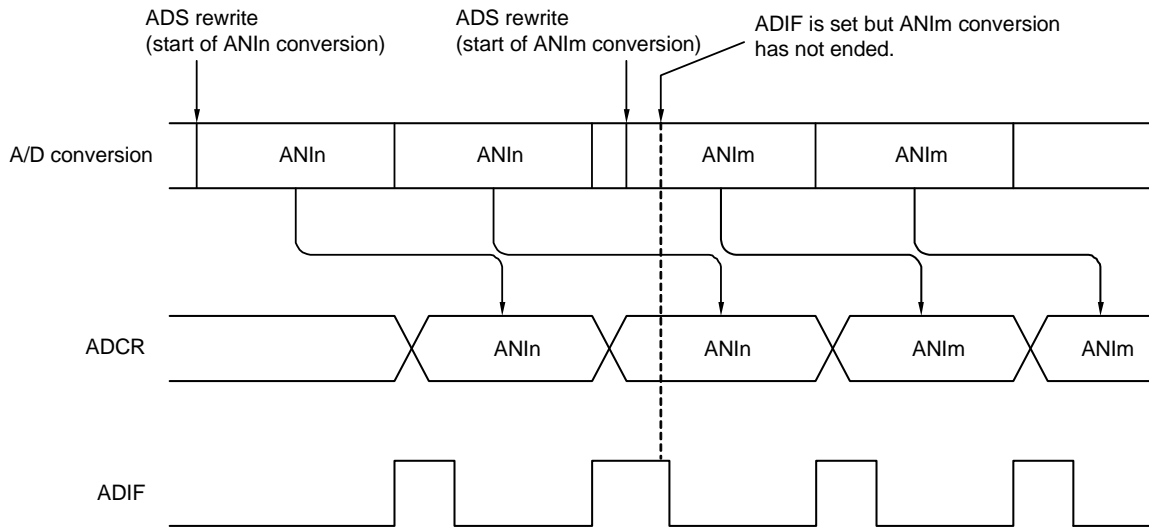 ADS rewrite
(start of ANIn conversion)
ADS rewrite
(start of ANIm conversion)
ADIF is set but ANIm conversion
has not ended.
A/D conversion
ANIn
ANIn
ANIm
ANIm
ADCR
ANIn
ANIn
ANIm
ANIm
ADIF